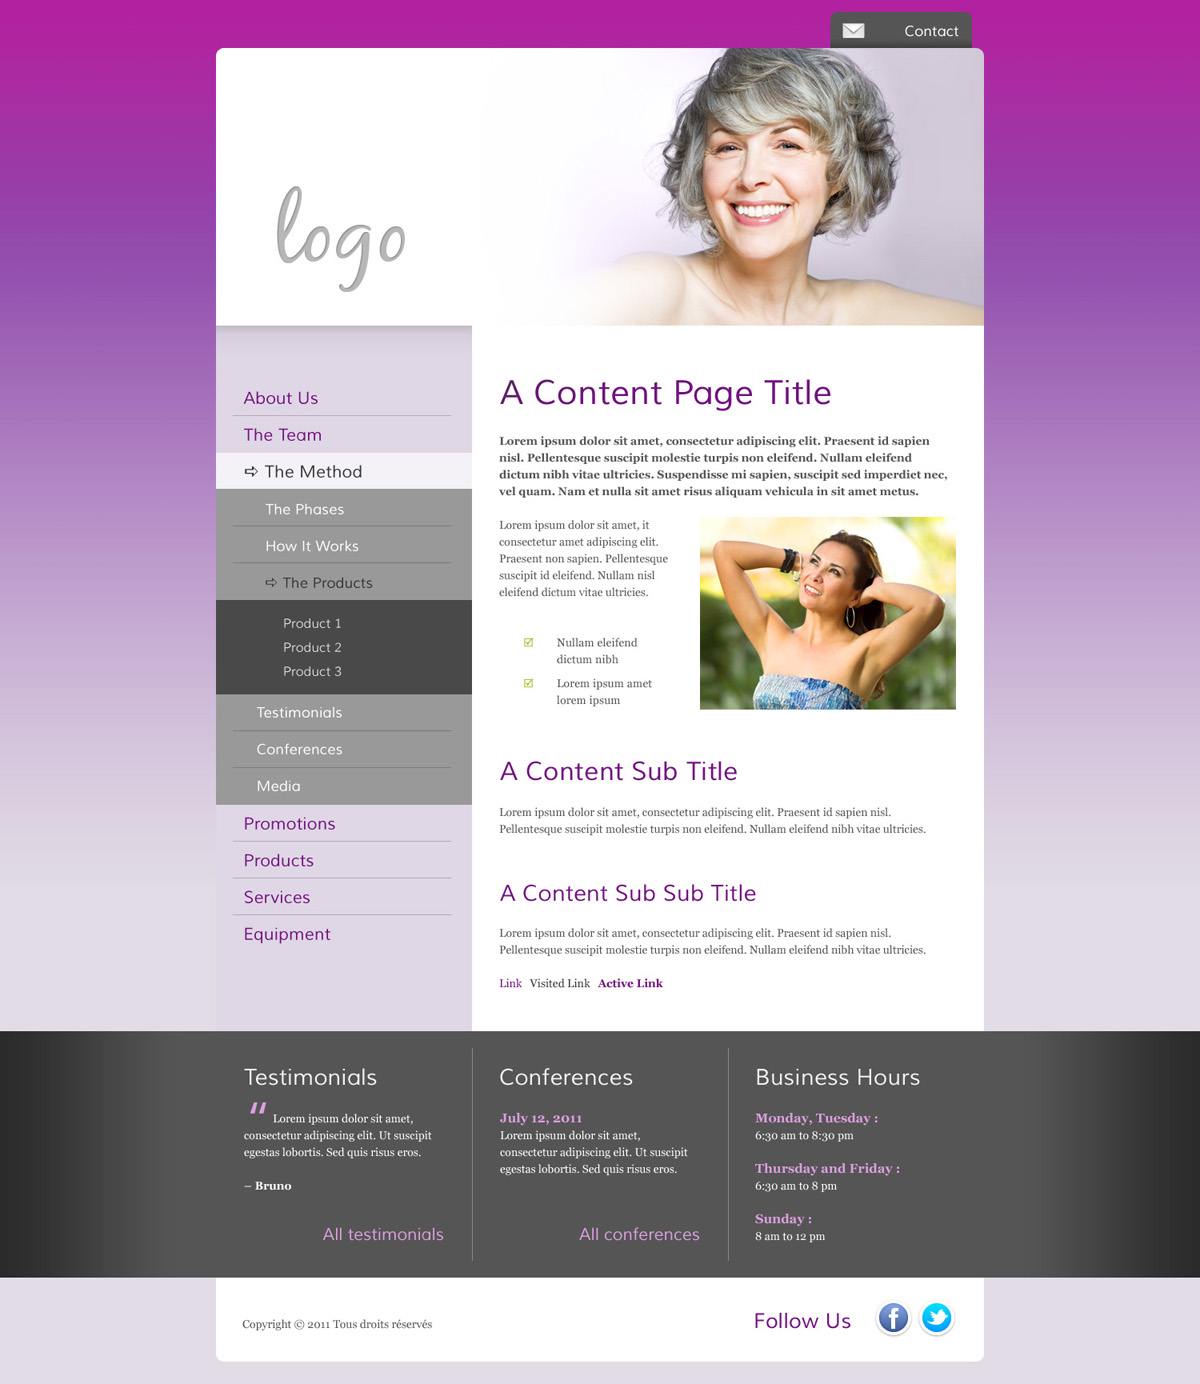 Contact
logo
About Us
The Team
The Method
The Phases
How It Works
The Products
Product 1
Product 2
Product 3
Testimonials
Conferences
Media
Promotions
Products
Services
Equipment
A Content Page Title
Lorem ipsum dolor sit amet, consectetur adipiscing elit. Praesent id sapien
nisl. Pellentesque suscipit molestie turpis non eleifend. Nullam eleifend
dictum nibh vitae ultricies. Suspendisse mi sapien, suscipit sed imperdiet nec,
vel quam. Nam et nulla sit amet risus aliquam vehicula in sit amet metus.
Lorem ipsum dolor sit amet, it
consectetur amet adipiscing elit.
Praesent non sapien. Pellentesque
suscipit id eleifend. Nullam nisl
eleifend dictum vitae ultricies.
Nullam eleifend
dictum nibh
Lorem ipsum amet
lorem ipsum
A Content Sub Title
Lorem ipsum dolor sit amet, consectetur adipiscing elit. Praesent id sapien nisl.
Pellentesque suscipit molestie turpis non eleifend. Nullam eleifend nibh vitae ultricies.
A Content Sub Sub Title
Lorem ipsum dolor sit amet, consectetur adipiscing elit. Praesent id sapien nisl.
Pellentesque suscipit molestie turpis non eleifend. Nullam eleifend nibh vitae ultricies.
Link Visited Link Active Link
Testimonials
“ Lorem ipsum dolor sit amet,
consectetur adipiscing elit. Ut suscipit
egestas lobortis. Sed quis risus eros.
– Bruno
All testimonials
Conferences
July 12, 2011
Lorem ipsum dolor sit amet,
consectetur adipiscing elit. Ut suscipit
egestas lobortis. Sed quis risus eros.
All conferences
Business Hours
Monday, Tuesday :
6:30 am to 8:30 pm
Thursday and Friday :
6:30 am to 8 pm
Sunday :
8 am to 12 pm
Copyright © 2011 Tous droits réservés
Follow Us
f